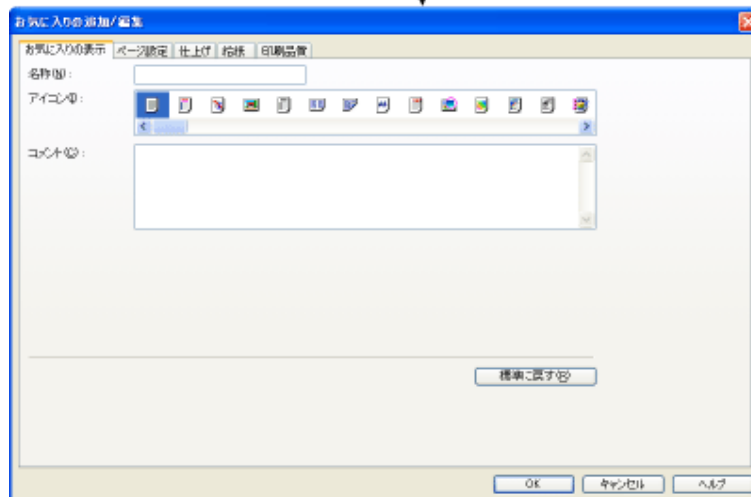 お気に入りの追加/編集
お気に入りの表示 ページ設定 仕上げ 給紙 印刷品質
名称(N):
アイコン(I):
コメント(C):
標準に戻す(R)
OK キャンセル ヘルプ